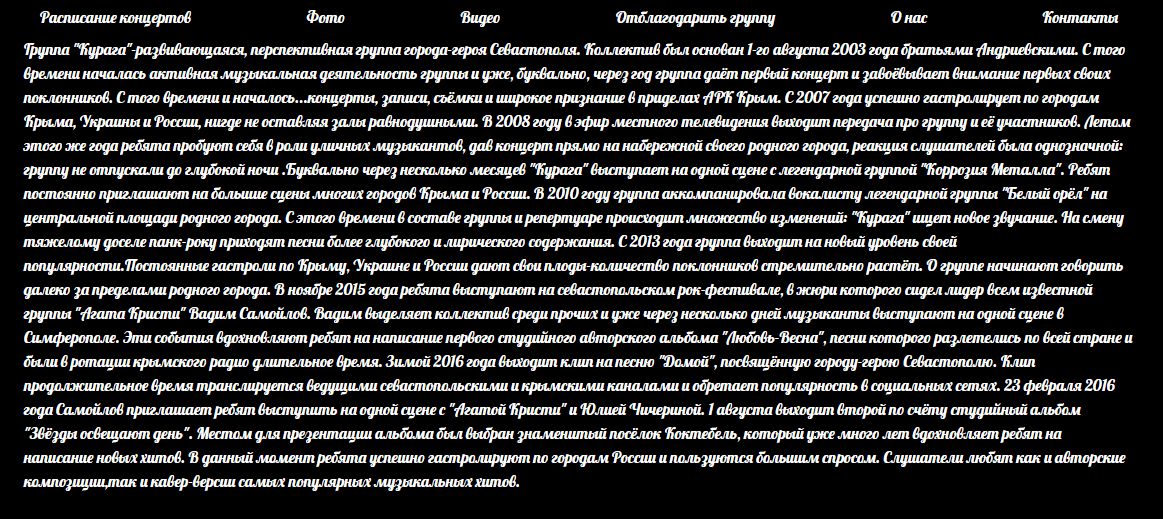 Расписание концертов Фото Видео Отблагодарить группу О нас Контакты
Группа "Курага"-развивающаяся, перспективная группа города-героя Севастополя. Коллектив был основан 1-го августа 2003 года братьями Андриевскими. С того
времени началась активная музыкальная деятельность группы и уже, буквально, через год группа даёт первый концерт и завоёвывает внимание первых своих
поклонников. С того времени и началось...концерты, записи, съёмки и широкое признание в приделах АРК Крым. С 2007 года успешно гастролирует по городам
Крыма, Украины и России, нигде не оставляя залы равнодушными. В 2008 году в эфир местного телевидения выходит передача про группу и её участников. Летом
этого же года ребята пробуют себя в роли уличных музыкантов, дав концерт прямо на набережной своего родного города, реакция слушателей была однозначной:
группу не отпускали до глубокой ночи .Буквально через несколько месяцев "Курага" выступает на одной сцене с легендарной группой "Коррозия Металла". Ребят
постоянно приглашают на большие сцены многих городов Крыма и России. В 2010 году группа аккомпанировала вокалисту легендарной группы "Белый орёл" на
центральной площади родного города. С этого времени в составе группы и репертуаре происходит множество изменений: "Курага" ищет новое звучание. На смену
тяжелому доселе панк-року приходят песни более глубокого и лирического содержания. С 2013 года группа выходит на новый уровень своей
популярности.Постоянные гастроли по Крыму, Украине и России дают свои плоды-количество поклонников стремительно растёт. О группе начинают говорить
далеко за пределами родного города. В ноябре 2015 года ребята выступают на севастопольском рок-фестивале, в жюри которого сидел лидер всем известной
группы "Агата Кристи" Вадим Самойлов. Вадим выделяет коллектив среди прочих и уже через несколько дней музыканты выступают на одной сцене в
Симферополе. Эти события вдохновляют ребят на написание первого студийного авторского альбома "Любовь-Весна", песни которого разлетелись по всей стране и
были в ротации крымского радио длительное время. Зимой 2016 года выходит клип на песню "Домой", посвящённую городу-герою Севастополю. Клип
продолжительное время транслируется ведущими севастопольскими и крымскими каналами и обретает популярность в социальных сетях. 23 февраля 2016
года Самойлов приглашает ребят выступить на одной сцене с "Агатой Кристи" и Юлией Чичериной. 1 августа выходит второй по счёту студийный альбом
"Звёзды освещают день". Местом для презентации альбома был выбран знаменитый посёлок Коктебель, который уже много лет вдохновляет ребят на
написание новых хитов. В данный момент ребята успешно гастролируют по городам России и пользуются большим спросом. Слушатели любят как и авторские
композиции,так и кавер-версии самых популярных музыкальных хитов.